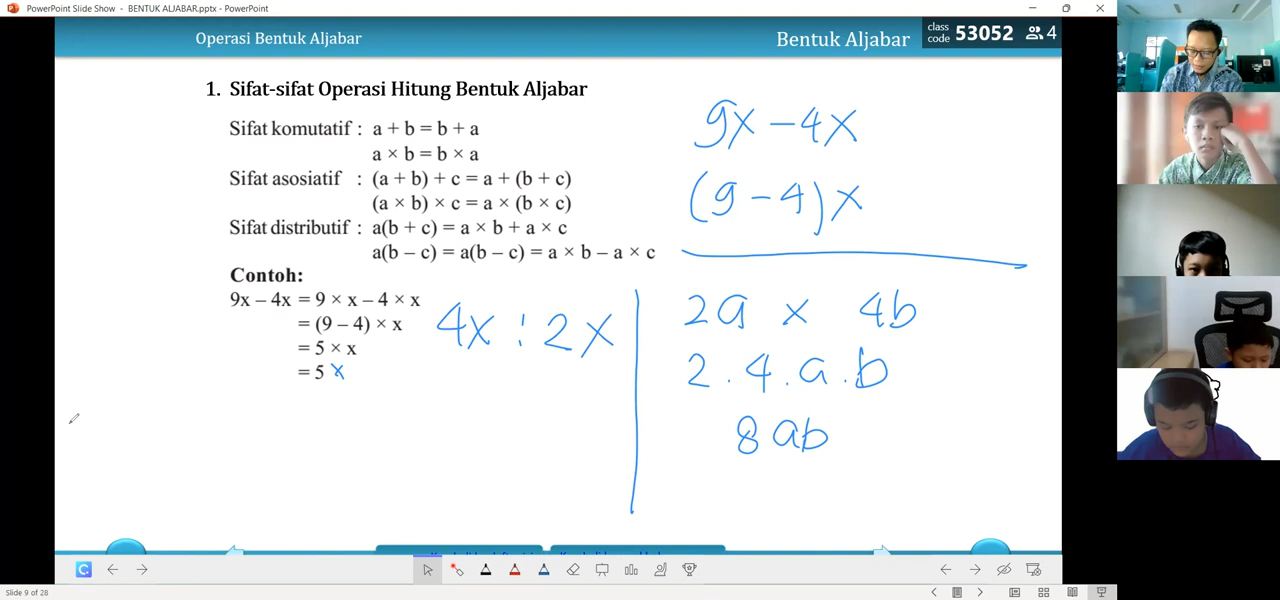 PowerPoint Slide Show - BENTUK ALJABAR.pptx - PowerPoint
Operasi Bentuk Aljabar
Bentuk Aljabar
class code 53052 4
1. Sifat-sifat Operasi Hitung Bentuk Aljabar
Sifat komutatif : a + b = b + a
a × b = b × a
Sifat asosiatif : (a + b) + c = a + (b + c)
(a × b) × c = a × (b × c)
Sifat distributif : a(b + c) = a × b + a × c
a(b – c) = a(b – c) = a × b – a × c
Contoh:
9x – 4x = 9 × x – 4 × x
= (9 – 4) × x
= 5 × x
= 5 x
4x : 2x
9x - 4x
(9 - 4) x
2a x 4b
2 . 4 . a . b
8 ab
Slide 9 of 28